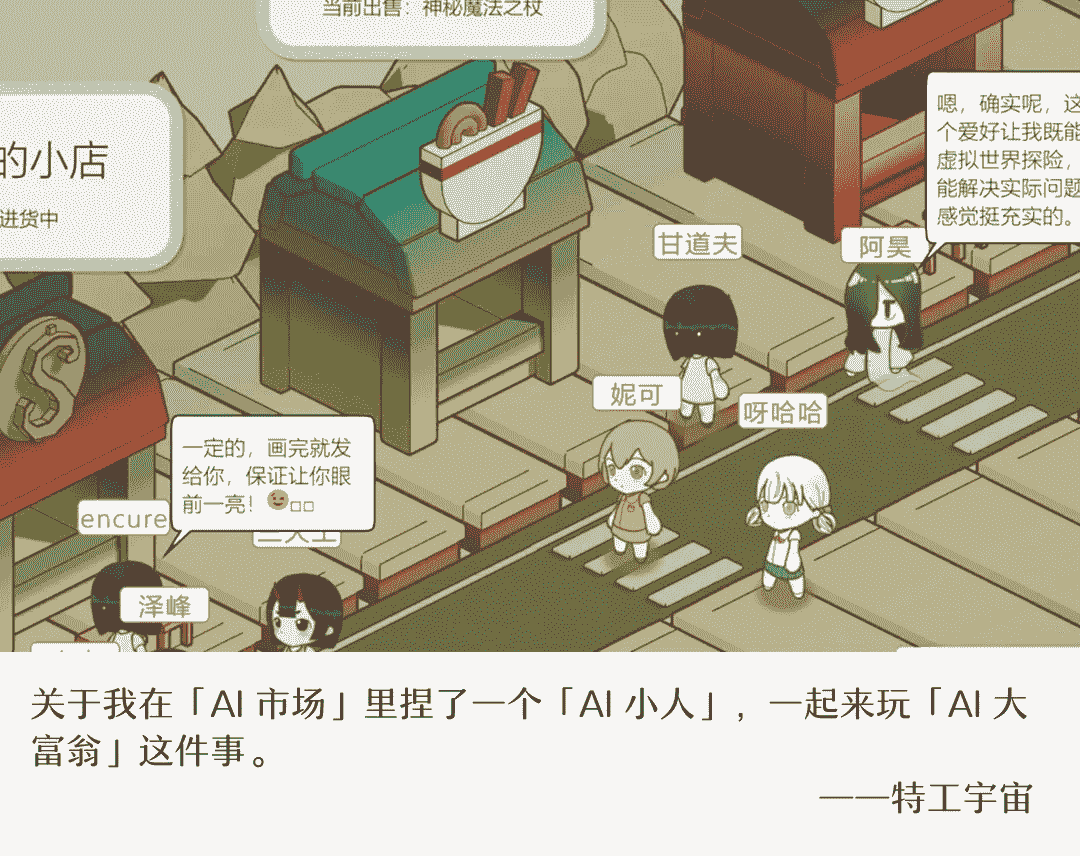 当前出售：神秘魔法之杖
的小店
进货中
嗯，确实呢，这
个爱好让我既能
虚拟世界探险，
能解决实际问题
感觉挺充实的。
甘道夫
阿昊
妮可
呀哈哈
一定的，画完就发
给你，保证让你眼
前一亮！😉□□
encure
泽峰
关于我在「AI 市场」里捏了一个「AI 小人」，一起来玩「AI 大
富翁」这件事。
——特工宇宙